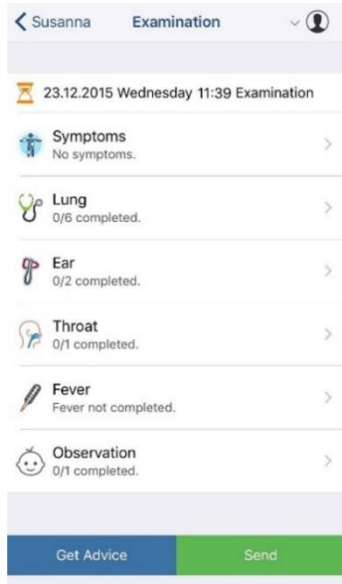 Susanna
Examination
23.12.2015 Wednesday 11:39 Examination
Symptoms
No symptoms.
Lung
0/6 completed.
Ear
0/2 completed.
Throat
0/1 completed.
Fever
Fever not completed.
Observation
0/1 completed.
Get Advice
Send